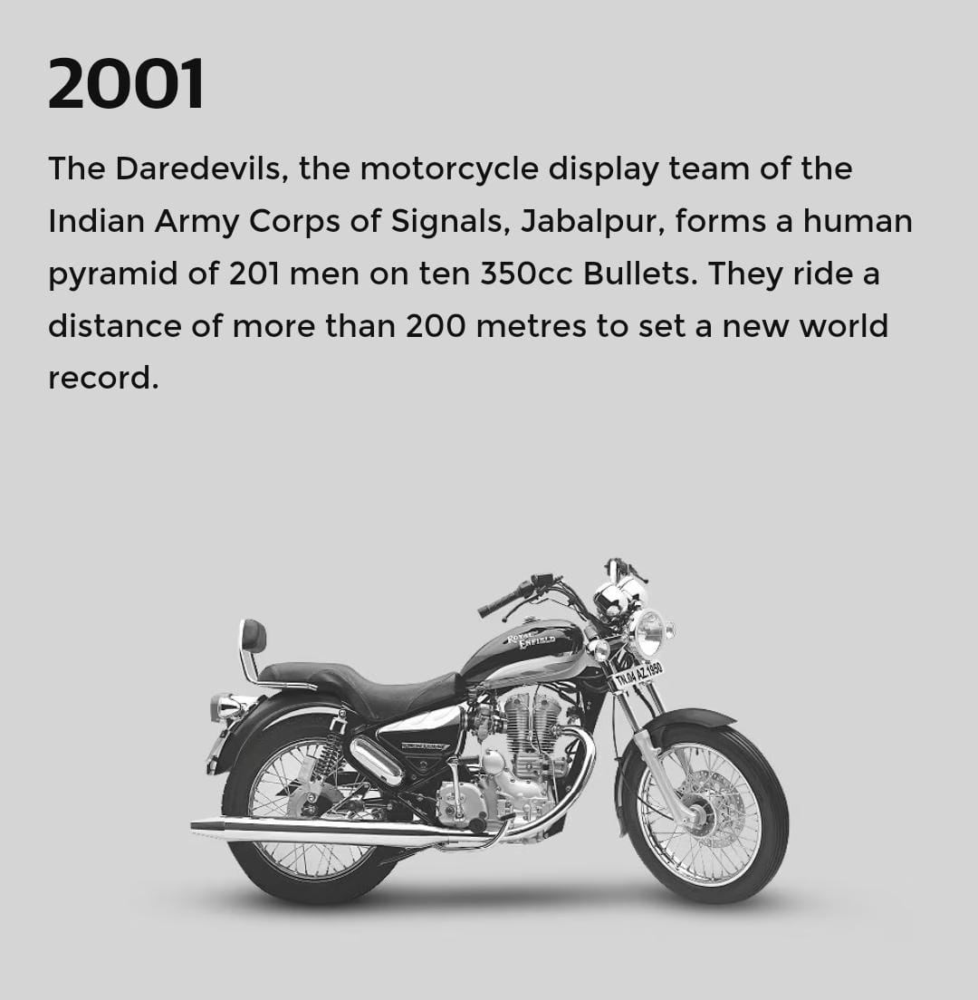 2001
The Daredevils, the motorcycle display team of the
Indian Army Corps of Signals, Jabalpur, forms a human
pyramid of 201 men on ten 350cc Bullets. They ride a
distance of more than 200 metres to set a new world
record.
ROYAL
ENFIELD
TN.04 AZ.1950